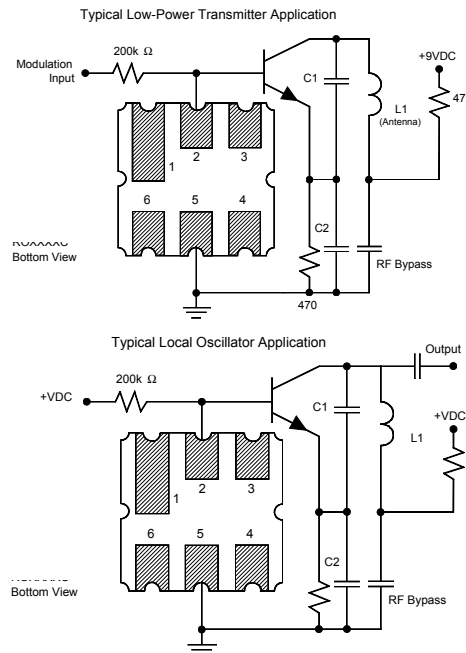 Typical Low-Power Transmitter Application
200k Ω
Modulation
Input
C1
L1
(Antenna)
+9VDC
47
1
2
3
6
5
4
C2
RF Bypass
470
Bottom View
Typical Local Oscillator Application
Output
200k Ω
+VDC
C1
L1
+VDC
1
2
3
6
5
4
C2
RF Bypass
Bottom View